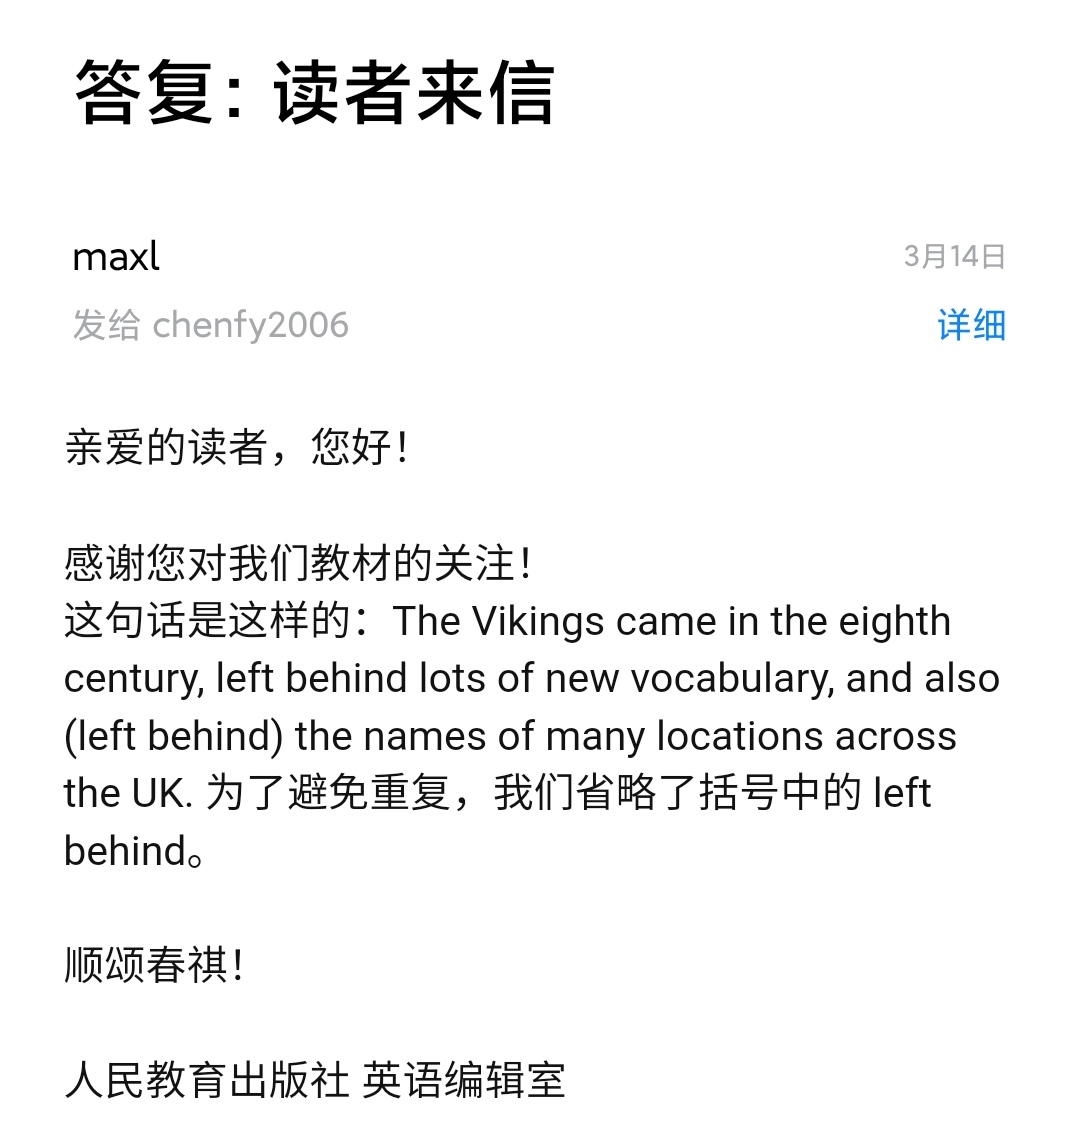 答复：读者来信
maxl
3月14日
发给 chenfy2006
详细
亲爱的读者，您好！
感谢您对我们教材的关注！
这句话是这样的：The Vikings came in the eighth
century, left behind lots of new vocabulary, and also
(left behind) the names of many locations across
the UK. 为了避免重复，我们省略了括号中的 left
behind。
顺颂春祺！
人民教育出版社 英语编辑室